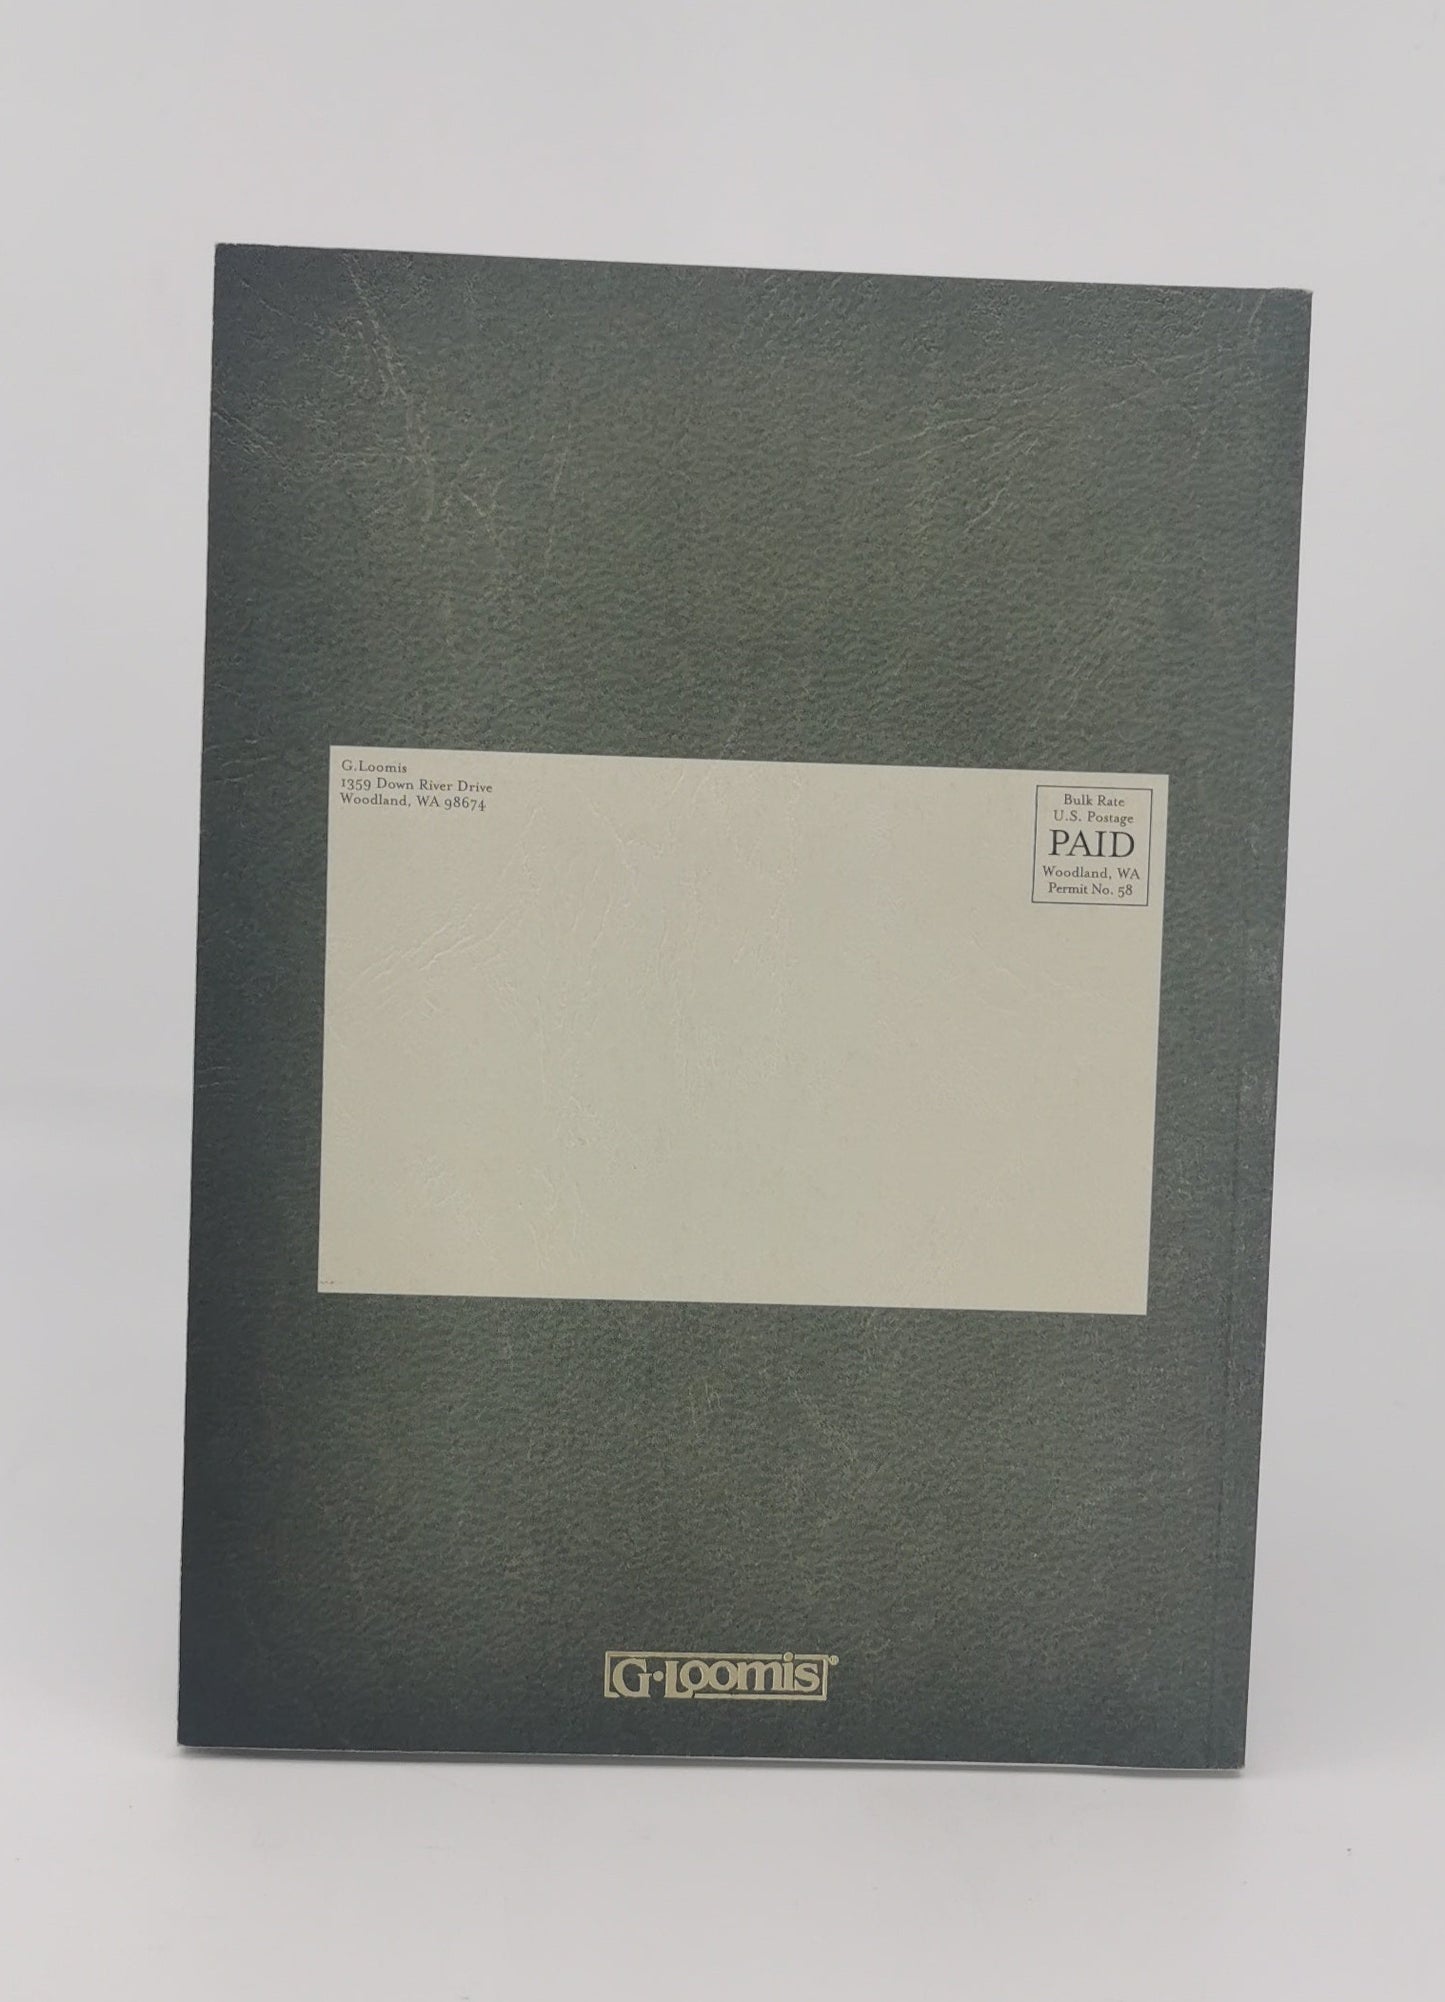 G.Loomis
1359 Down River Drive
Woodland, WA 98674
Bulk Rate
U.S. Postage
PAID
Woodland, WA
Permit No. 58
G·Loomis®